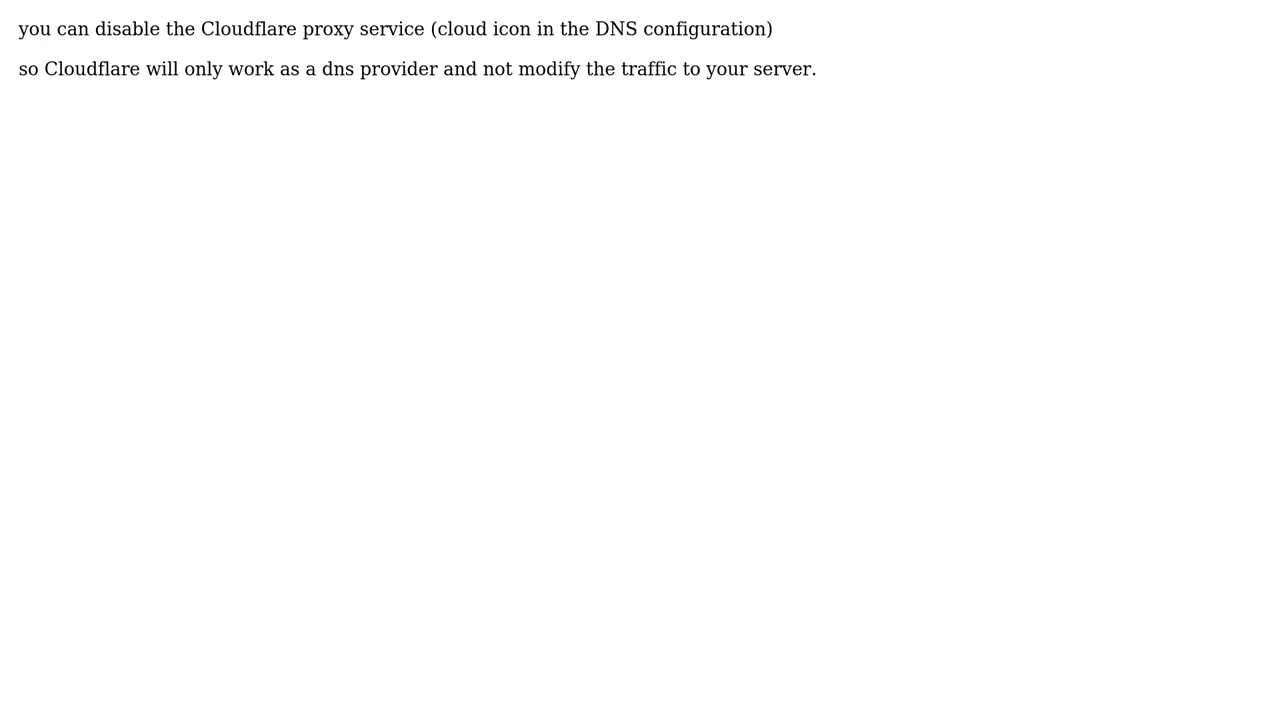 you can disable the Cloudflare proxy service (cloud icon in the DNS configuration)
so Cloudflare will only work as a dns provider and not modify the traffic to your server.